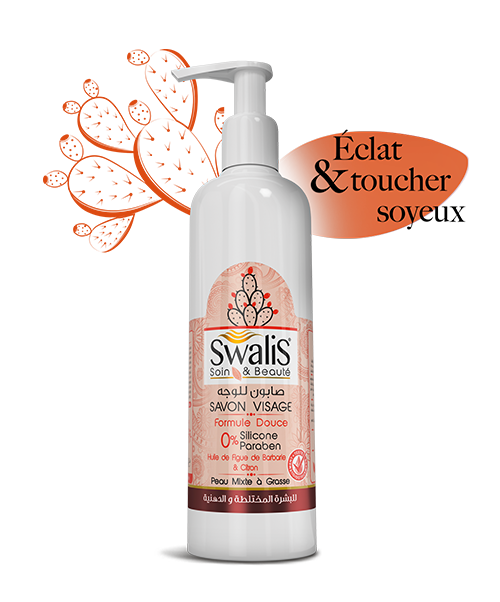 Éclat
& toucher
soyeux
Swalis®
Soin & Beauté
صابون للوجه
SAVON VISAGE
Formule Douce
0% Silicone
Paraben
Huile de Figue de Barbarie
& Citron
Peau Mixte à Grasse
للبشرة المختلطة و الدهنية